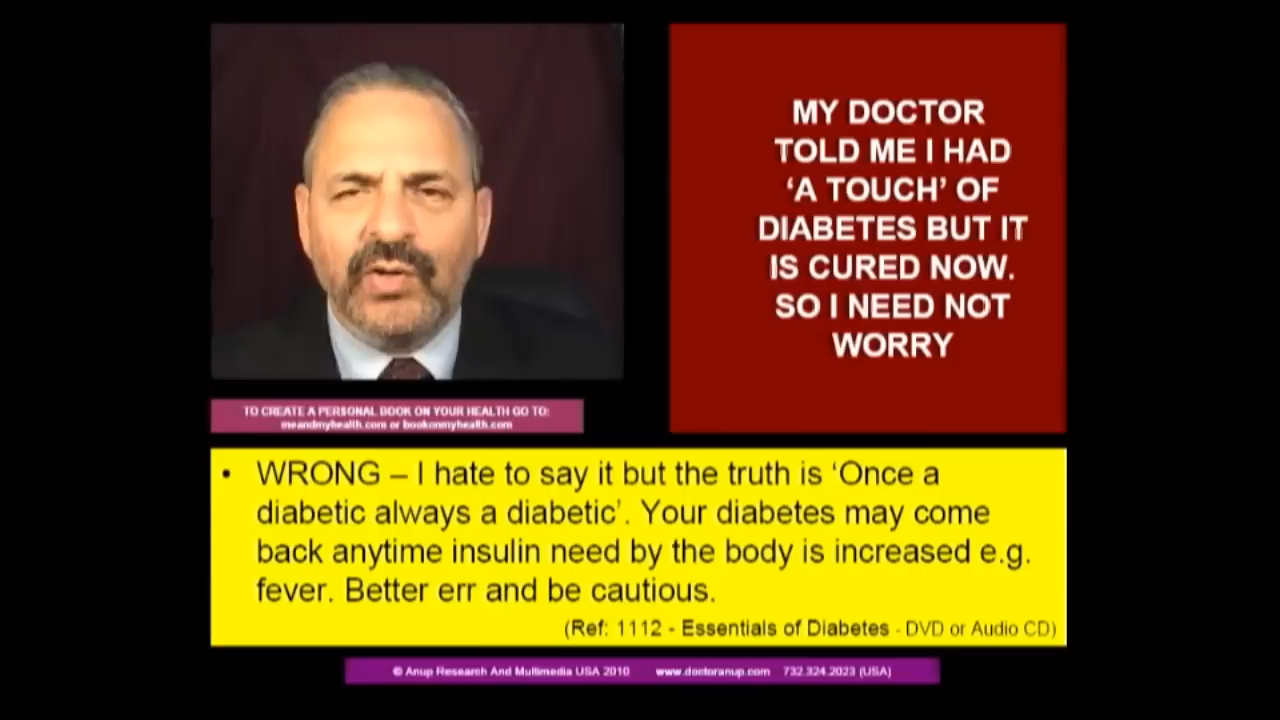 MY DOCTOR
TOLD ME I HAD
‘A TOUCH’ OF
DIABETES BUT IT
IS CURED NOW.
SO I NEED NOT
WORRY
TO CREATE A PERSONAL BOOK ON YOUR HEALTH GO TO:
meandmyhealth.com or bookonmyhealth.com
• WRONG – I hate to say it but the truth is ‘Once a
diabetic always a diabetic’. Your diabetes may come
back anytime insulin need by the body is increased e.g.
fever. Better err and be cautious.
(Ref: 1112 - Essentials of Diabetes - DVD or Audio CD)
© Anup Research And Multimedia USA 2010 www.doctoranup.com 732.324.2023 (USA)